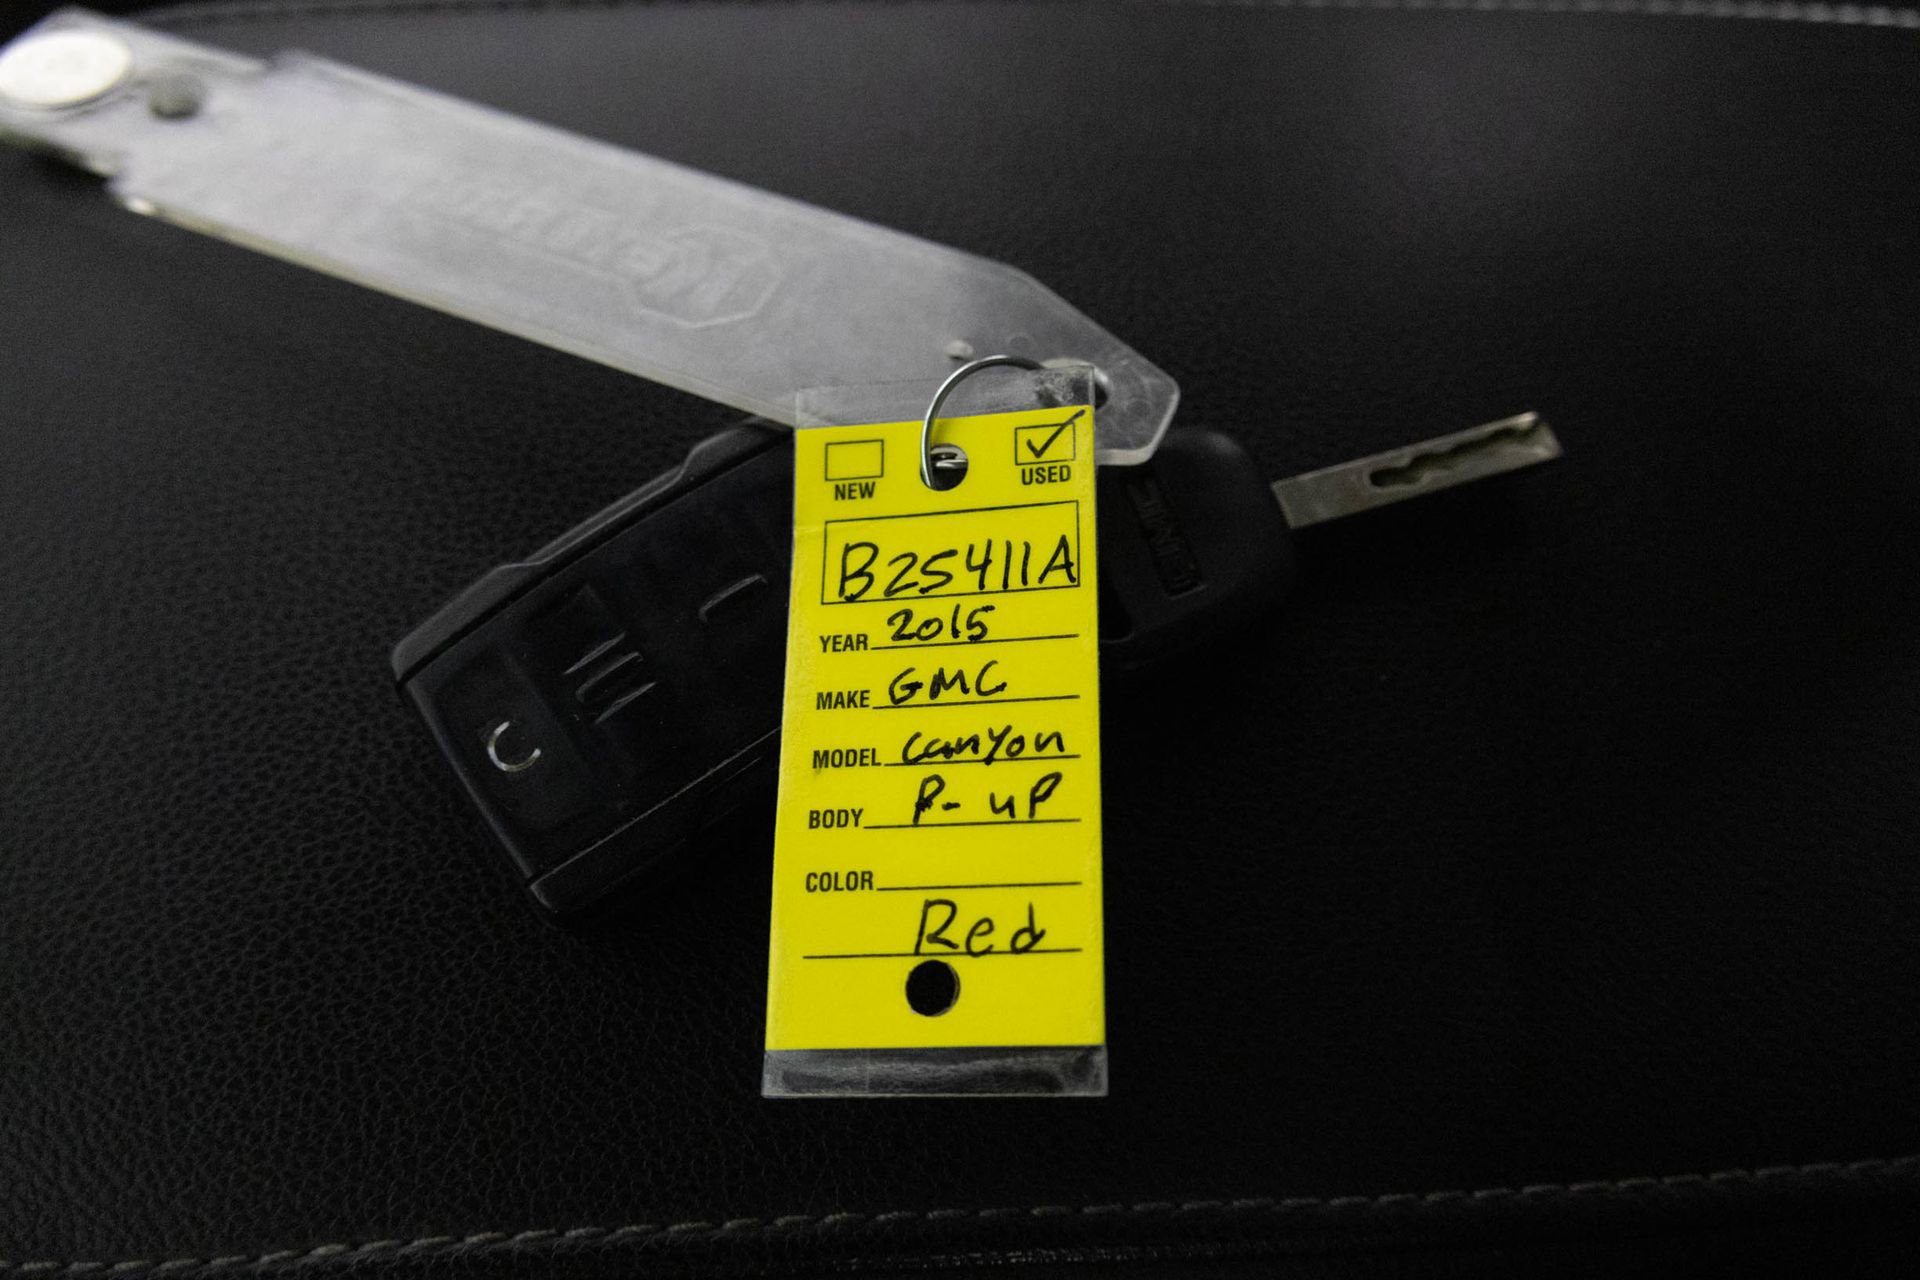 NEW USED
B25411A
YEAR 2015
MAKE GMC
MODEL Canyon
BODY P-UP
COLOR
Red